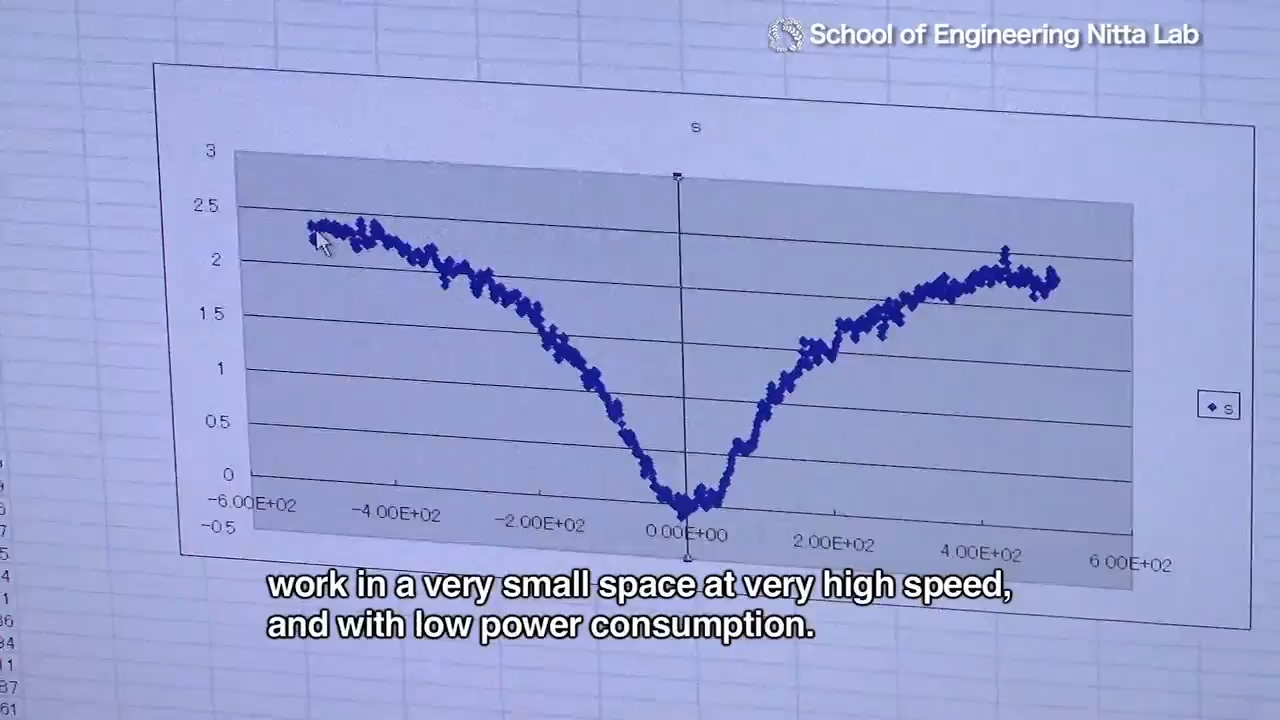 School of Engineering Nitta Lab
s
3
2.5
2
1.5
1
0.5
0
-0.5
-6.00E+02
-4.00E+02
-2.00E+02
0.00E+00
2.00E+02
4.00E+02
6.00E+02
s
work in a very small space at very high speed,
and with low power consumption.